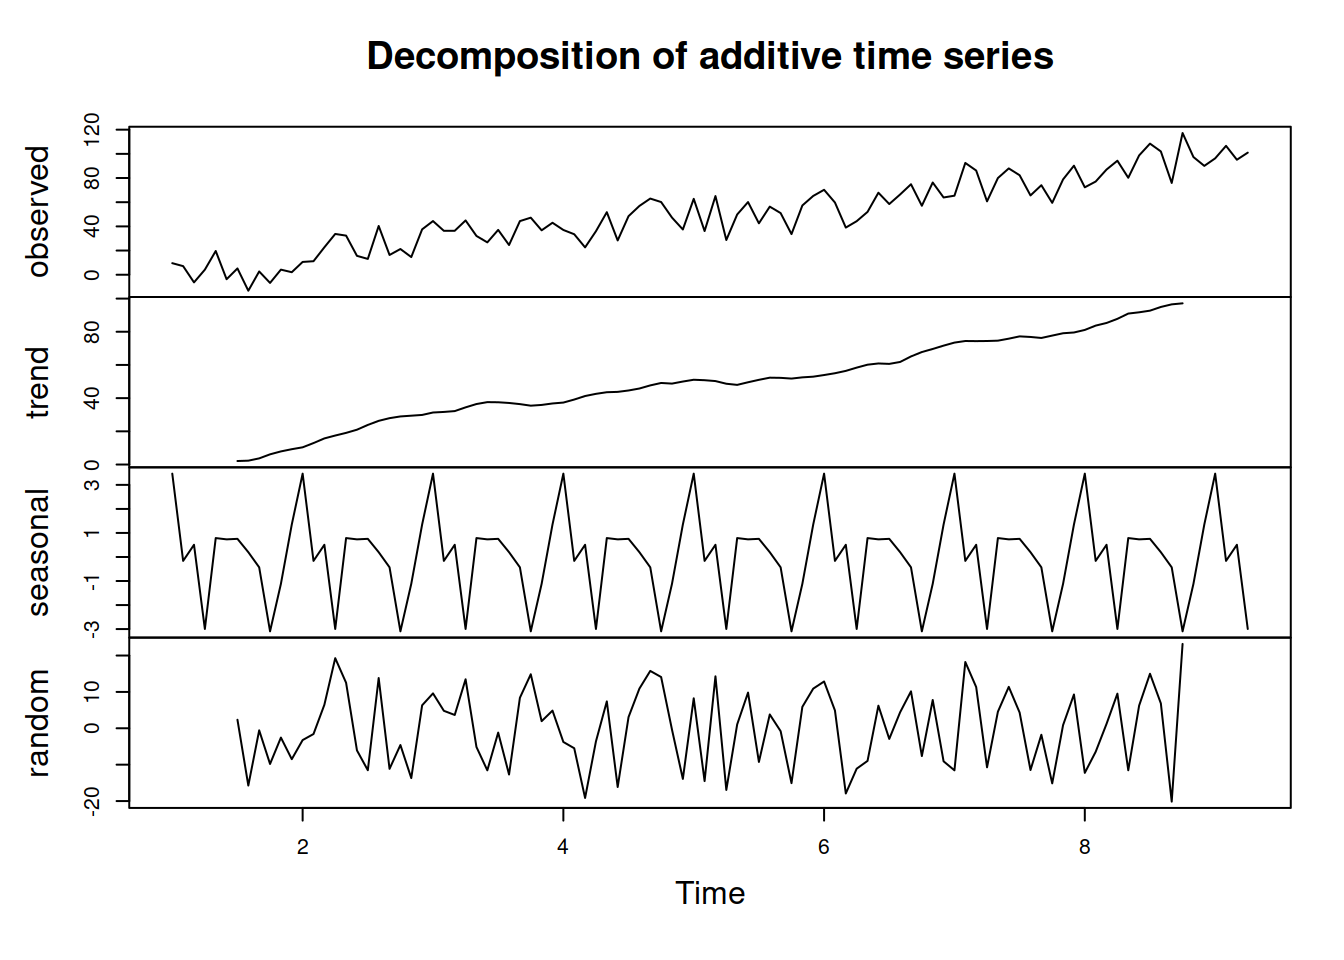 Decomposition of additive time series
observed
0 40 80 120
trend
0 40 80
seasonal
-3 -1 1 3
random
-20 0 10
2 4 6 8
Time